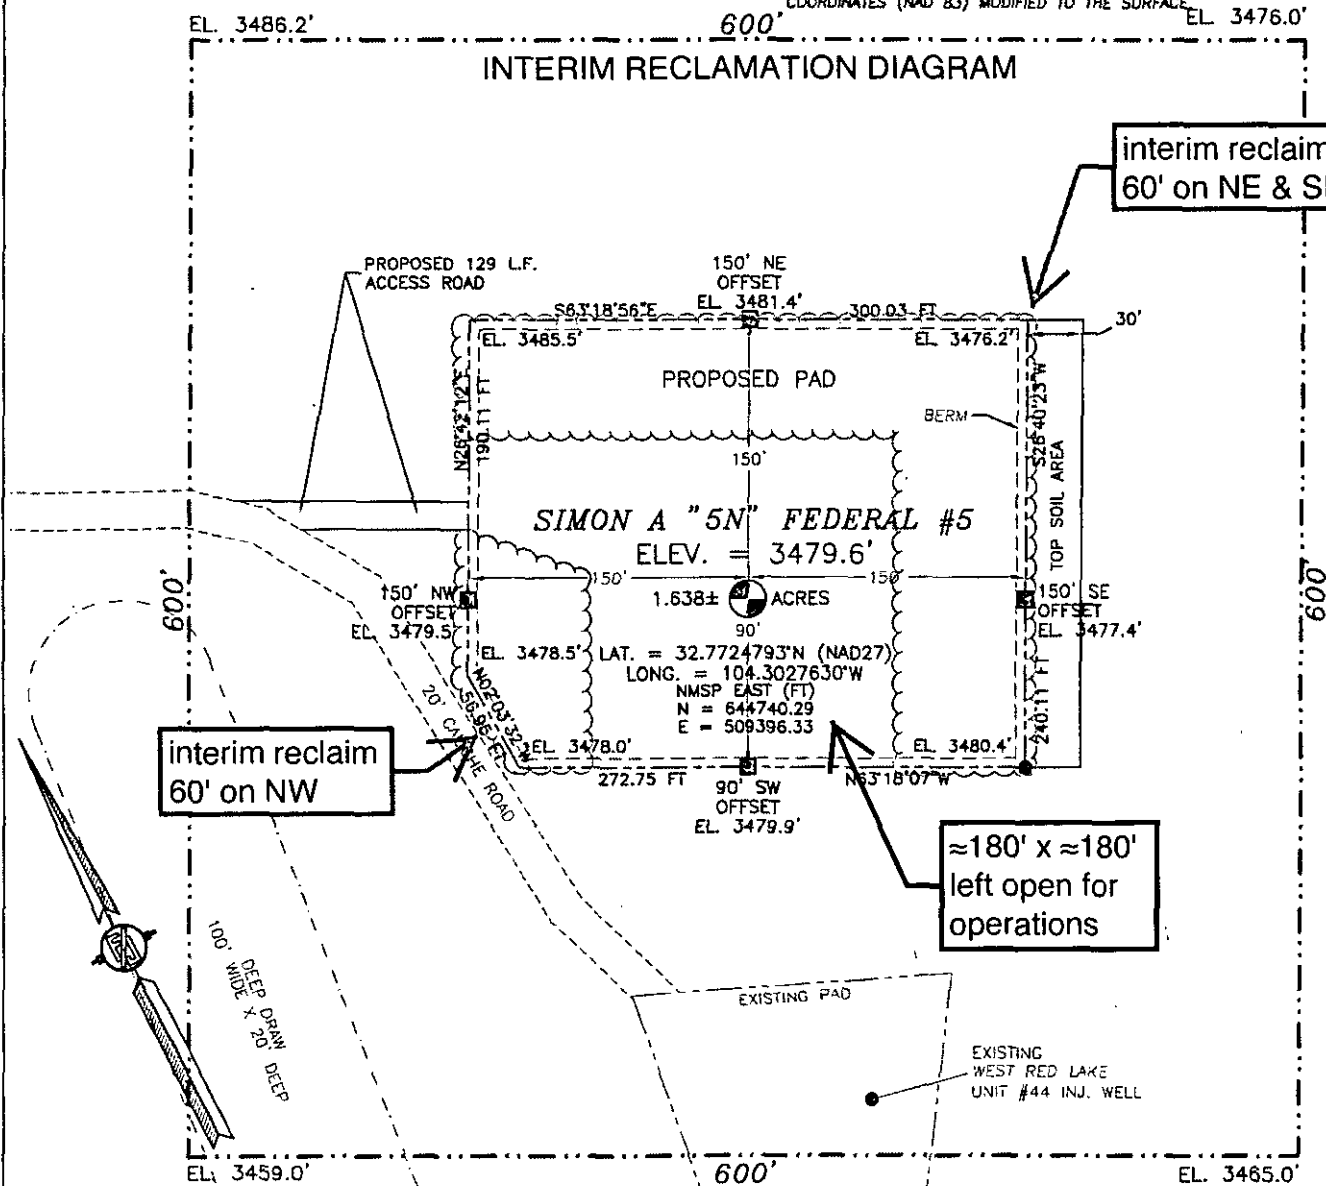 COORDINATES (NAD 83) MODIFIED TO THE SURFACE
EL. 3486.2'
600'
EL. 3476.0'
INTERIM RECLAMATION DIAGRAM
interim reclaim
60' on NE &
PROPOSED 129 L.F.
ACCESS ROAD
150' NE
OFFSET
EL. 3481.4'
S63°18'56"E
300.03 FT
30'
EL. 3485.5'
EL. 3476.2'
N26°42'12"E
190.11 FT
PROPOSED PAD
BERM
S26°40'23"W
TOP SOIL AREA
240.11 FT
150'
SIMON A "5N" FEDERAL #5
ELEV. = 3479.6'
150'
150'
1.638± ACRES
600'
600'
150' NW
OFFSET
EL. 3479.5
150' SE
OFFSET
EL. 3477.4'
90'
EL. 3478.5'
LAT. = 32.7724793°N (NAD27)
LONG. = 104.3027630°W
NMSP EAST (FT)
N = 644740.29
E = 509396.33
N02°03'32"W
56.96 FT
20' CALICHE ROAD
interim reclaim
60' on NW
EL. 3478.0'
EL. 3480.4'
272.75 FT
N63°18'07"W
90' SW
OFFSET
EL. 3479.9'
≈180' x ≈180'
left open for
operations
DEEP DRAW
100' WIDE X 20' DEEP
EXISTING PAD
EXISTING
WEST RED LAKE
UNIT #44 INJ. WELL
EL. 3459.0'
600'
EL. 3465.0'